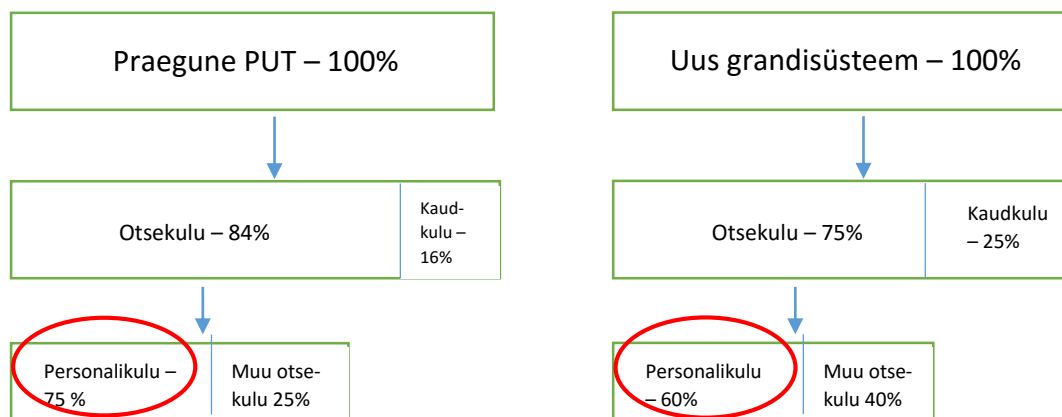 Praegune PUT – 100%
Uus grandisüsteem – 100%
Otsekulu – 84%
Kaud-
kulu –
16%
Otsekulu – 75%
Kaudkulu
– 25%
Personalikulu –
75 %
Muu otse-
kulu 25%
Personalikulu
– 60%
Muu otse-
kulu 40%